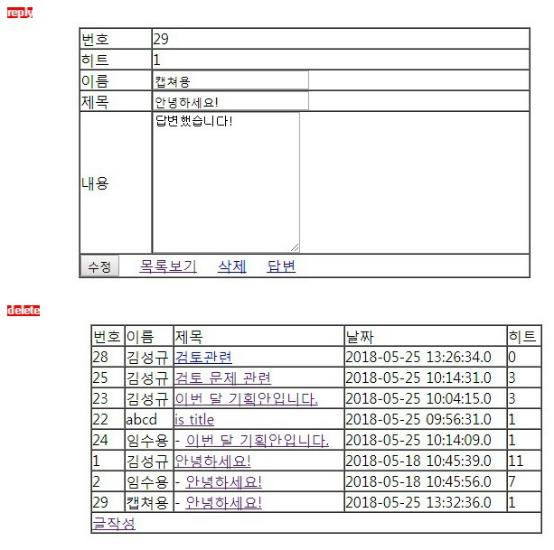 reply
번호 29
히트 1
이름 캡쳐용
제목 안녕하세요!
내용 답변했습니다!
수정 목록보기 삭제 답변
delete
번호 이름 제목 날짜 히트
28 김성규 검토관련 2018-05-25 13:26:34.0 0
25 김성규 검토 문제 관련 2018-05-25 10:14:31.0 3
23 김성규 이번 달 기획안입니다. 2018-05-25 10:04:15.0 3
22 abcd is title 2018-05-25 09:56:31.0 1
24 임수용 - 이번 달 기획안입니다. 2018-05-25 10:14:09.0 1
1 김성규 안녕하세요! 2018-05-18 10:45:39.0 11
2 임수용 - 안녕하세요! 2018-05-18 10:45:56.0 7
29 캡쳐용 - 안녕하세요! 2018-05-25 13:32:36.0 1
글작성